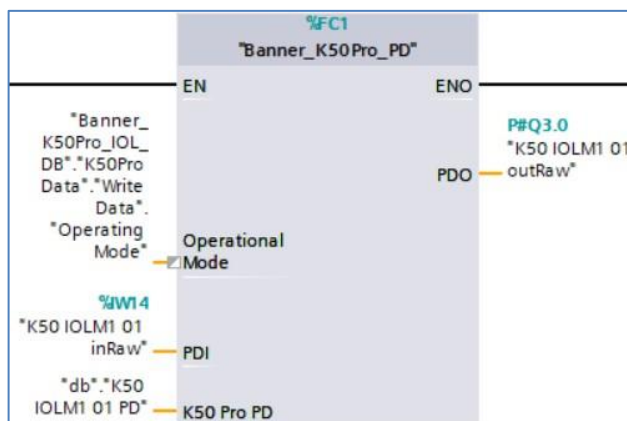 %FC1
"Banner_K50Pro_PD"
EN
ENO
"Banner_
K50Pro_IOL_
DB"."K50Pro
Data"."Write
Data".
"Operating
Mode"
Operational
Mode
P#Q3.0
"K50 IOLM1 01
outRaw"
PDO
%IW14
"K50 IOLM1 01
inRaw"
PDI
"db"."K50
IOLM1 01 PD"
K50 Pro PD